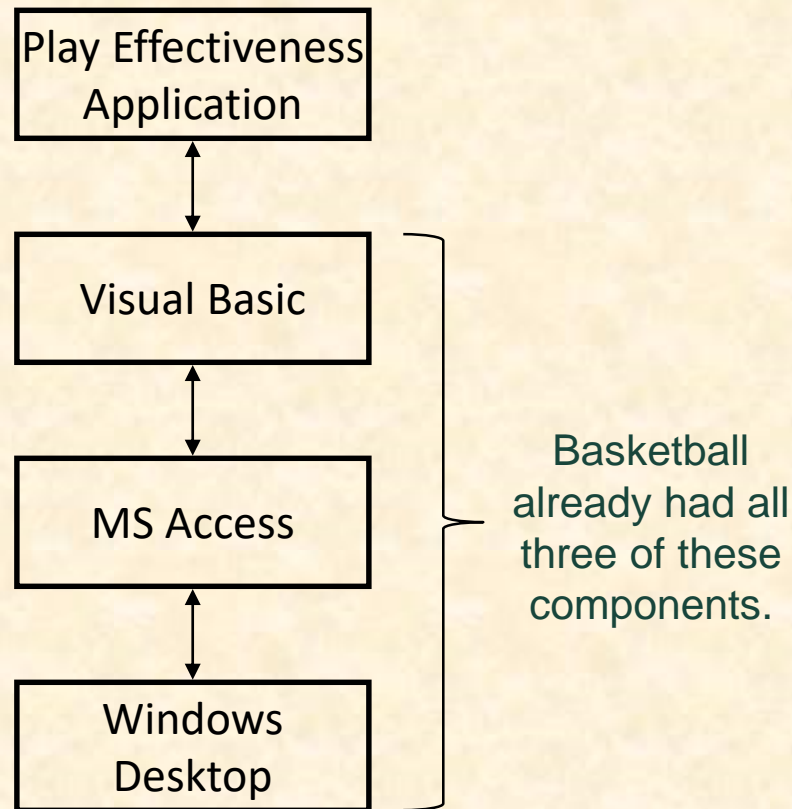 Play Effectiveness
Application
Visual Basic
MS Access
Basketball
already had all
three of these
components.
Windows
Desktop